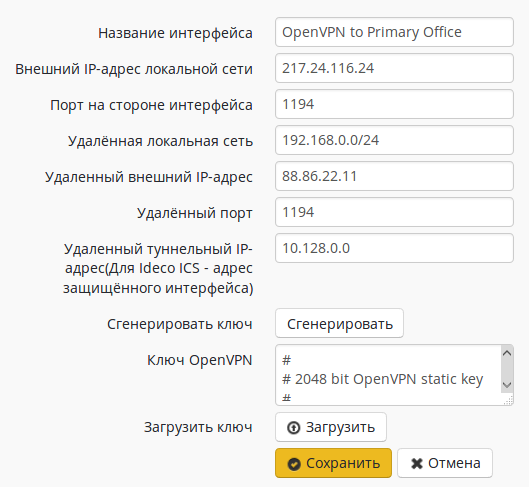 Название интерфейса OpenVPN to Primary Office
Внешний IP-адрес локальной сети 217.24.116.24
Порт на стороне интерфейса 1194
Удалённая локальная сеть 192.168.0.0/24
Удаленный внешний IP-адрес 88.86.22.11
Удалённый порт 1194
Удаленный туннельный IP- 10.128.0.0
адрес(Для Ideco ICS - адрес
защищённого интерфейса)
Сгенерировать ключ Сгенерировать
Ключ OpenVPN #
# 2048 bit OpenVPN static key
#
Загрузить ключ Загрузить
Сохранить Отмена